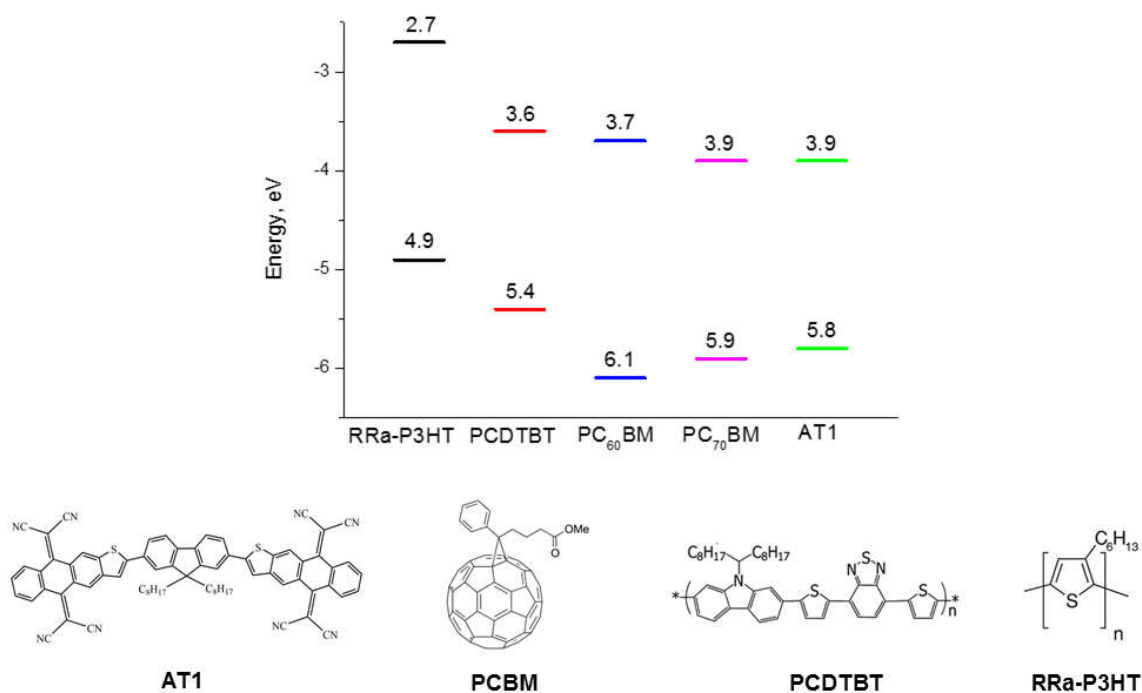 2.7
-3
3.6
3.7
3.9
3.9
-4
Energy, eV
4.9
-5
5.4
5.8
5.9
6.1
-6
RRa-P3HT PCDTBT PC₆₀BM PC₇₀BM AT1
NC CN NC CN
S S
C₈H₁₇ C₈H₁₇
NC CN NC CN
AT1
OMe
O
PCBM
C₈H₁₇ C₈H₁₇
N
S
N N
S S
* * n
PCDTBT
C₆H₁₃
S
n
RRa-P3HT